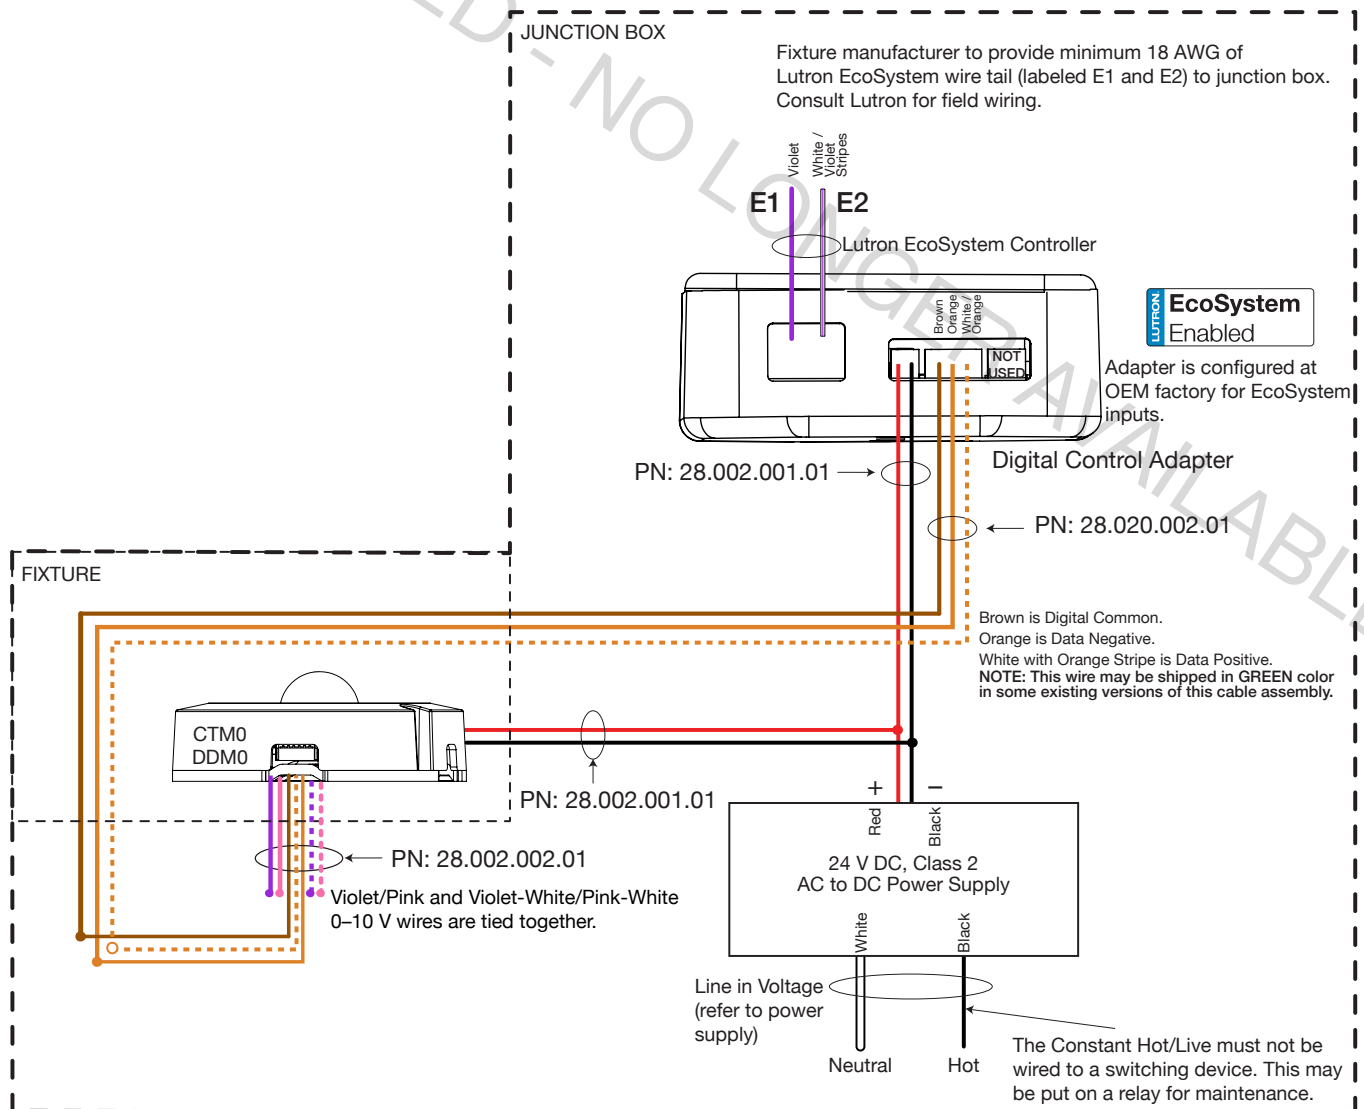 JUNCTION BOX
Fixture manufacturer to provide minimum 18 AWG of
Lutron EcoSystem wire tail (labeled E1 and E2) to junction box.
Consult Lutron for field wiring.
Violet
White /
Violet
Stripes
E1
E2
Lutron EcoSystem Controller
Brown
Orange
White /
Orange
NOT
USED
LUTRON
EcoSystem
Enabled
Adapter is configured at
OEM factory for EcoSystem
inputs.
Digital Control Adapter
PN: 28.002.001.01
PN: 28.020.002.01
FIXTURE
Brown is Digital Common.
Orange is Data Negative.
White with Orange Stripe is Data Positive.
NOTE: This wire may be shipped in GREEN color
in some existing versions of this cable assembly.
CTM0
DDM0
PN: 28.002.001.01
PN: 28.002.002.01
Violet/Pink and Violet-White/Pink-White
0–10 V wires are tied together.
+
–
Red
Black
24 V DC, Class 2
AC to DC Power Supply
White
Black
Line in Voltage
(refer to power
supply)
Neutral
Hot
The Constant Hot/Live must not be
wired to a switching device. This may
be put on a relay for maintenance.
D - NO LONGER AVAILABLE